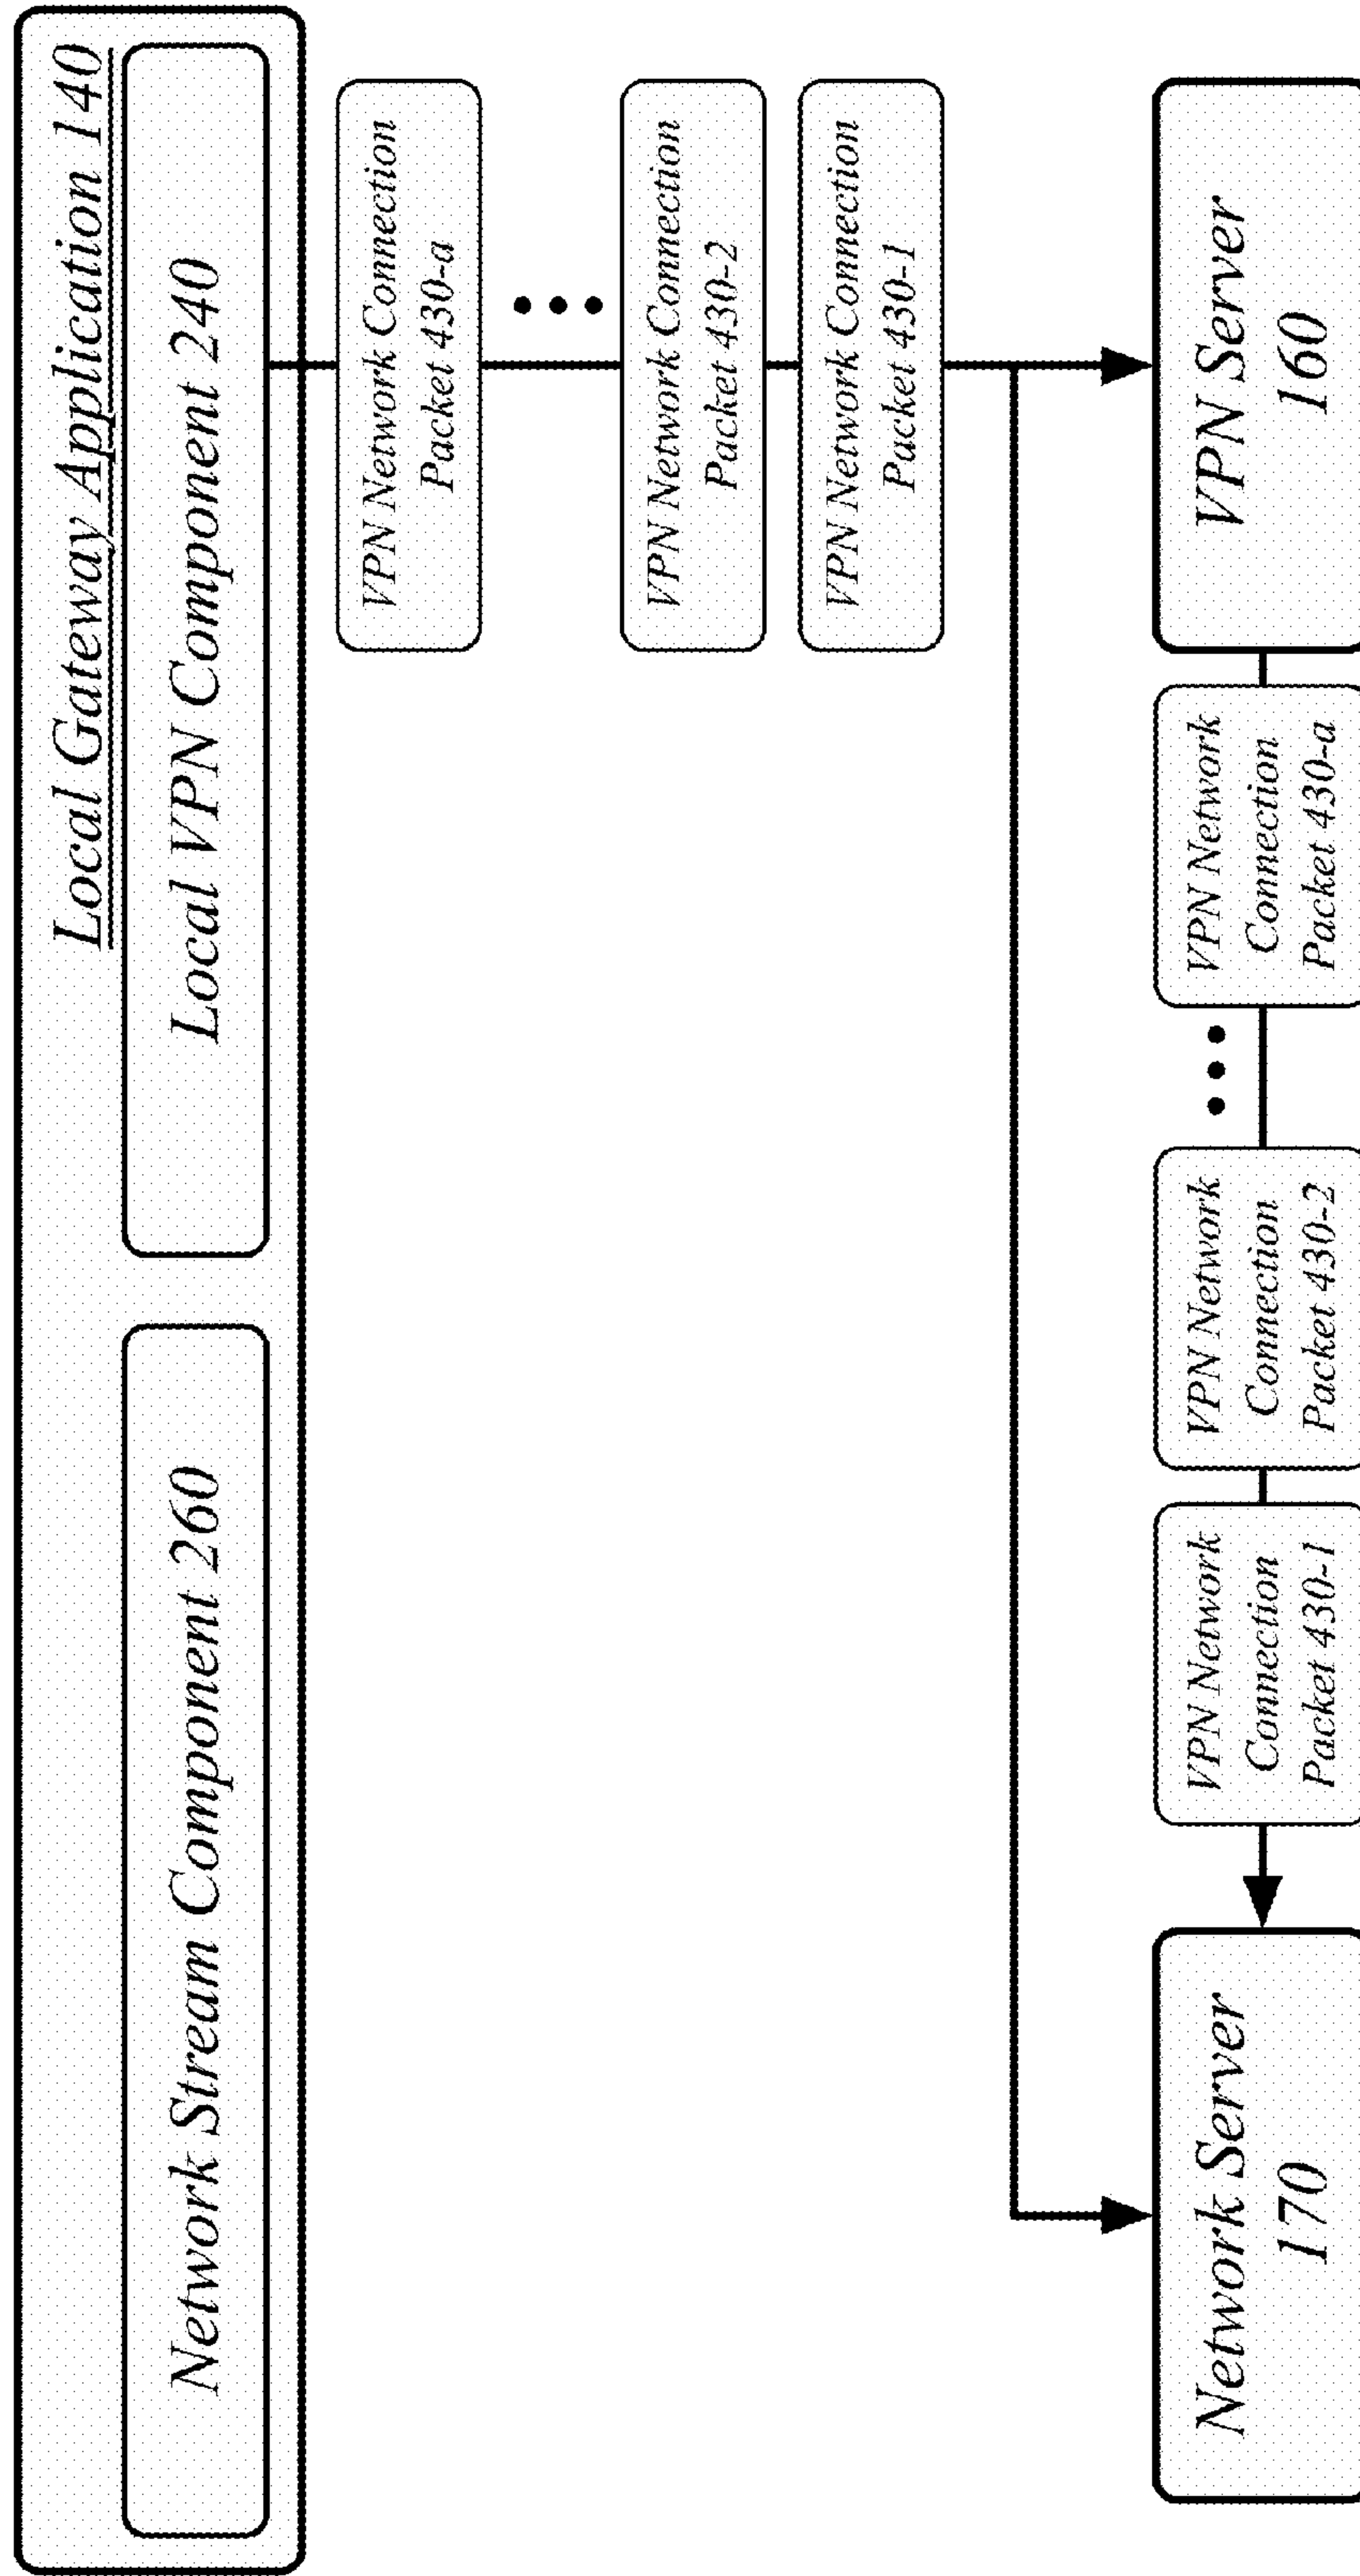 Local Gateway Application 140
Network Stream Component 260
Local VPN Component 240
VPN Network Connection
Packet 430-a
VPN Network Connection
Packet 430-2
VPN Network Connection
Packet 430-1
Network Server
170
VPN Network
Connection
Packet 430-1
VPN Network
Connection
Packet 430-2
VPN Network
Connection
Packet 430-a
VPN Server
160